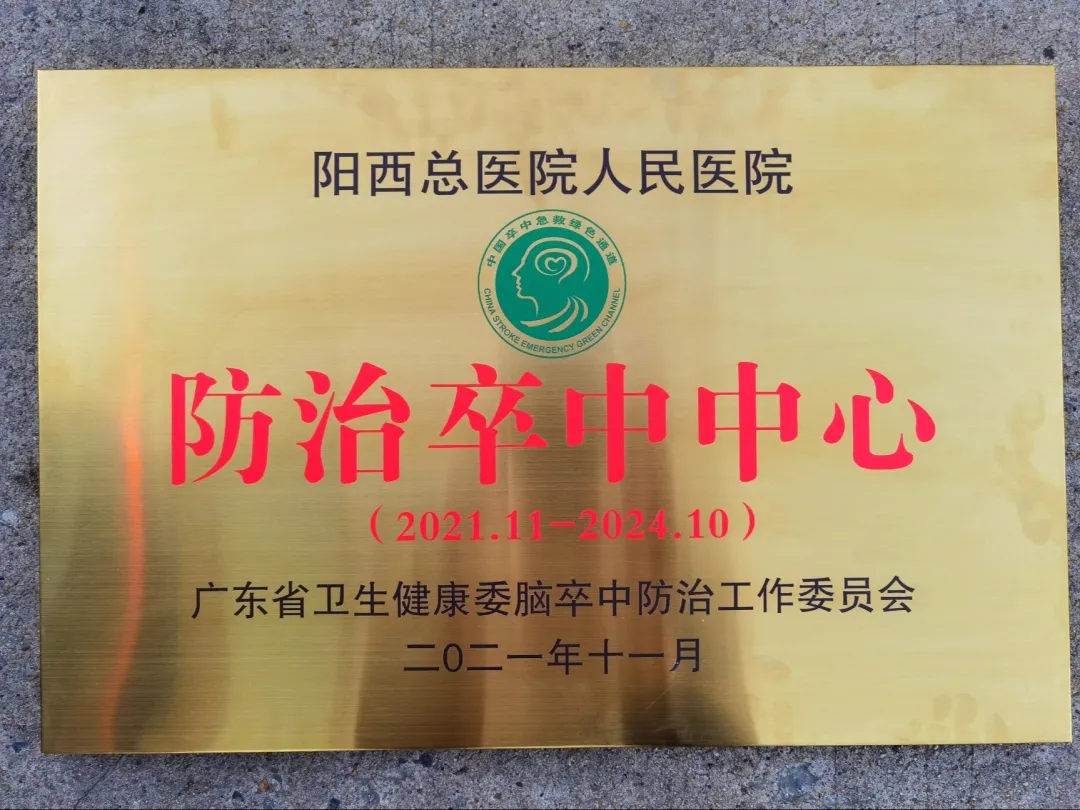 阳西总医院人民医院
中国卒中急救绿色通道
CHINA STROKE EMERGENCY GREEN CHANNEL
防治卒中中心
（2021.11-2024.10）
广东省卫生健康委脑卒中防治工作委员会
二0二一年十一月